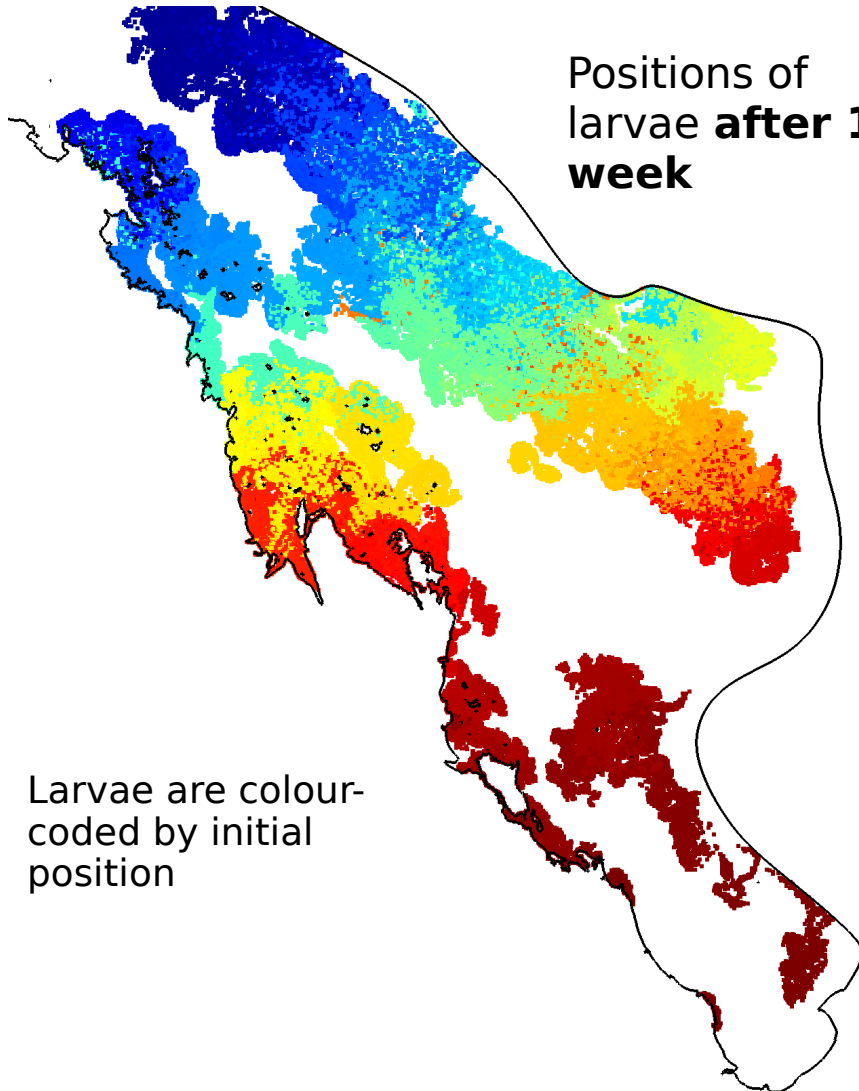 Positions of
larvae after 1
week
Larvae are colour-
coded by initial
position